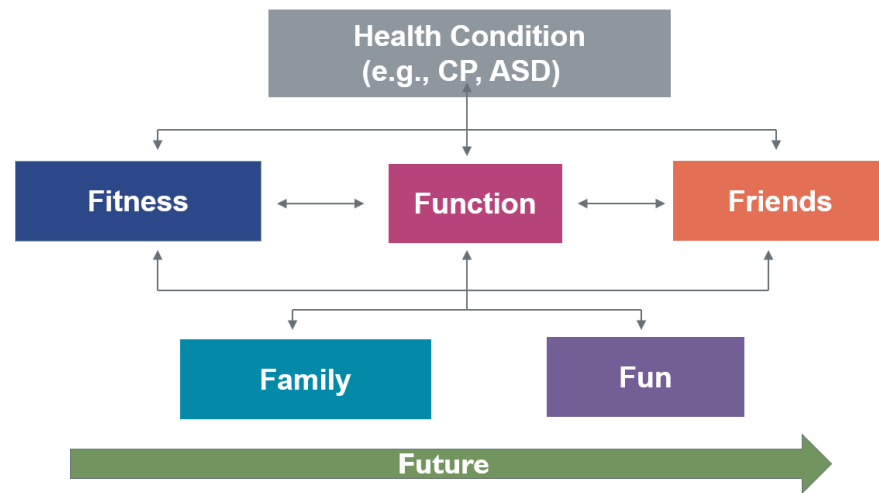 Health Condition
(e.g., CP, ASD)
Fitness
Function
Friends
Family
Fun
Future